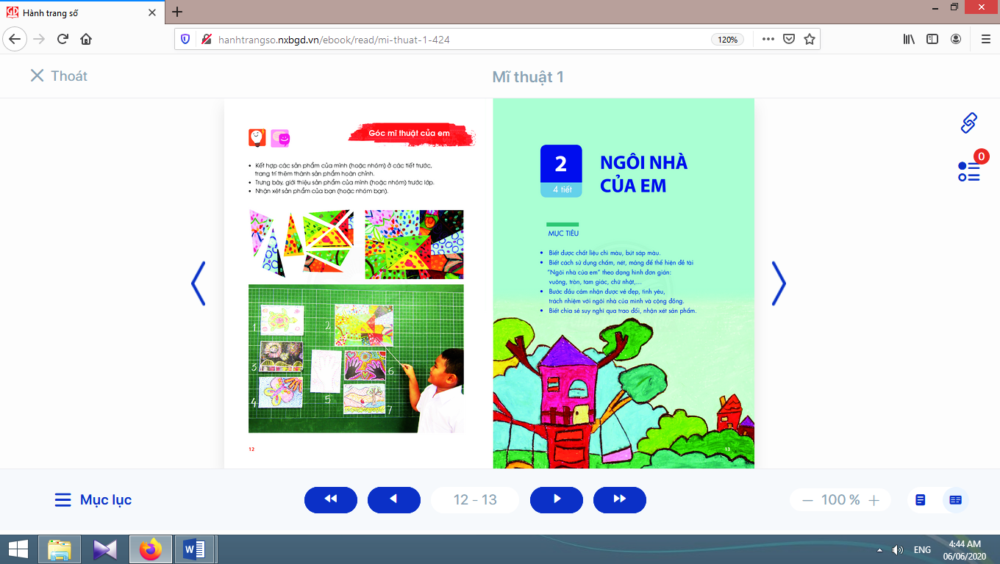 Hành trang số
hanhtrangso.nxbgd.vn/ebook/read/mi-thuat-1-424
120%
Thoát
Mĩ thuật 1
0
Góc mĩ thuật của em
• Kết hợp các sản phẩm của mình (hoặc nhóm) ở các tiết trước,
trang trí thêm thành sản phẩm hoàn chỉnh.
• Trưng bày, giới thiệu sản phẩm của mình (hoặc nhóm) trước lớp.
• Nhận xét sản phẩm của bạn (hoặc nhóm bạn).
1
2
3
4
5
6
7
12
2
4 tiết
NGÔI NHÀ
CỦA EM
MỤC TIÊU
• Biết được chất liệu chì màu, bút sáp màu.
• Biết cách sử dụng chấm, nét, mảng để thể hiện đề tài
“Ngôi nhà của em” theo dạng hình đơn giản:
vuông, tròn, tam giác, chữ nhật,...
• Bước đầu cảm nhận được vẻ đẹp, tình yêu,
trách nhiệm với ngôi nhà của mình và cộng đồng.
• Biết chia sẻ suy nghĩ qua trao đổi, nhận xét sản phẩm.
13
Mục lục
12 - 13
100 %
ENG
4:44 AM
06/06/2020